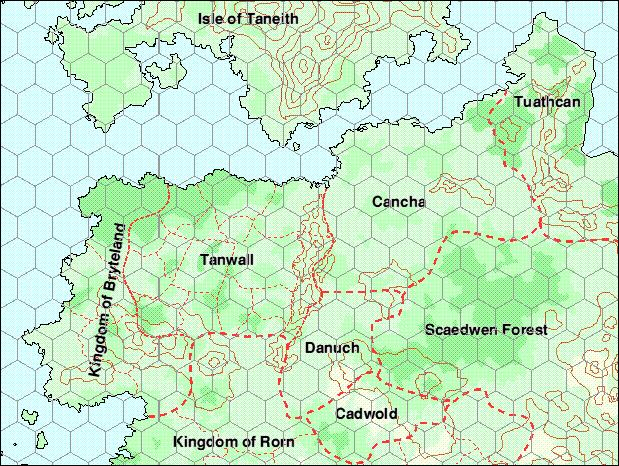 Isle of Taneith
Tuathcan
Cancha
Kingdom of Bryteland
Tanwall
Scaedwen Forest
Danuch
Cadwold
Kingdom of Rorn